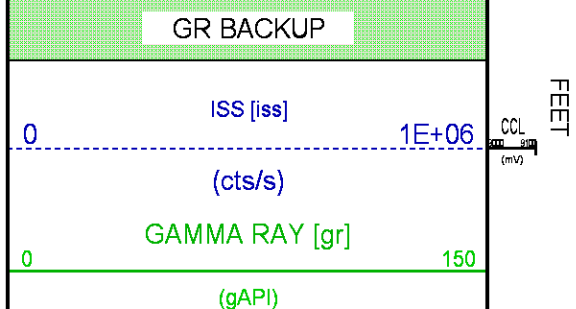 GR BACKUP
ISS [iss]
0 1E+06
(cts/s)
GAMMA RAY [gr]
0 150
(gAPI)
CCL
(mV)
FEET